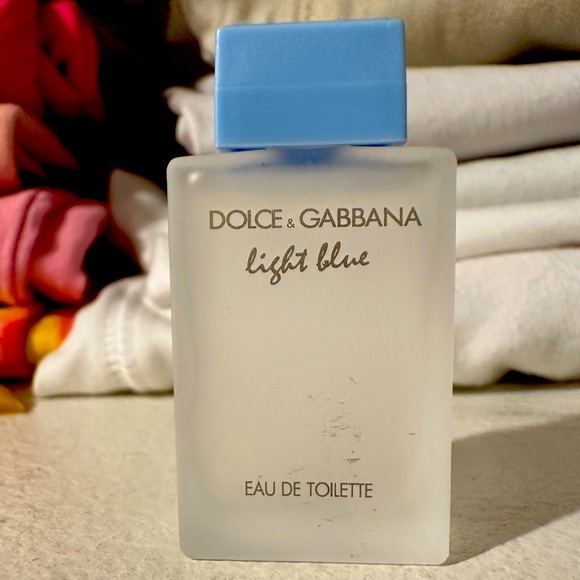 DOLCE & GABBANA
light blue
EAU DE TOILETTE